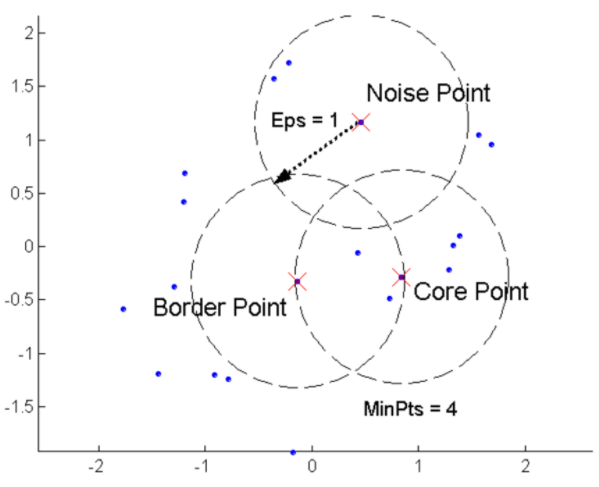 2
1.5
Noise Point
Eps = 1
1
0.5
0
Core Point
-0.5
Border Point
-1
MinPts = 4
-1.5
-2 -1 0 1 2